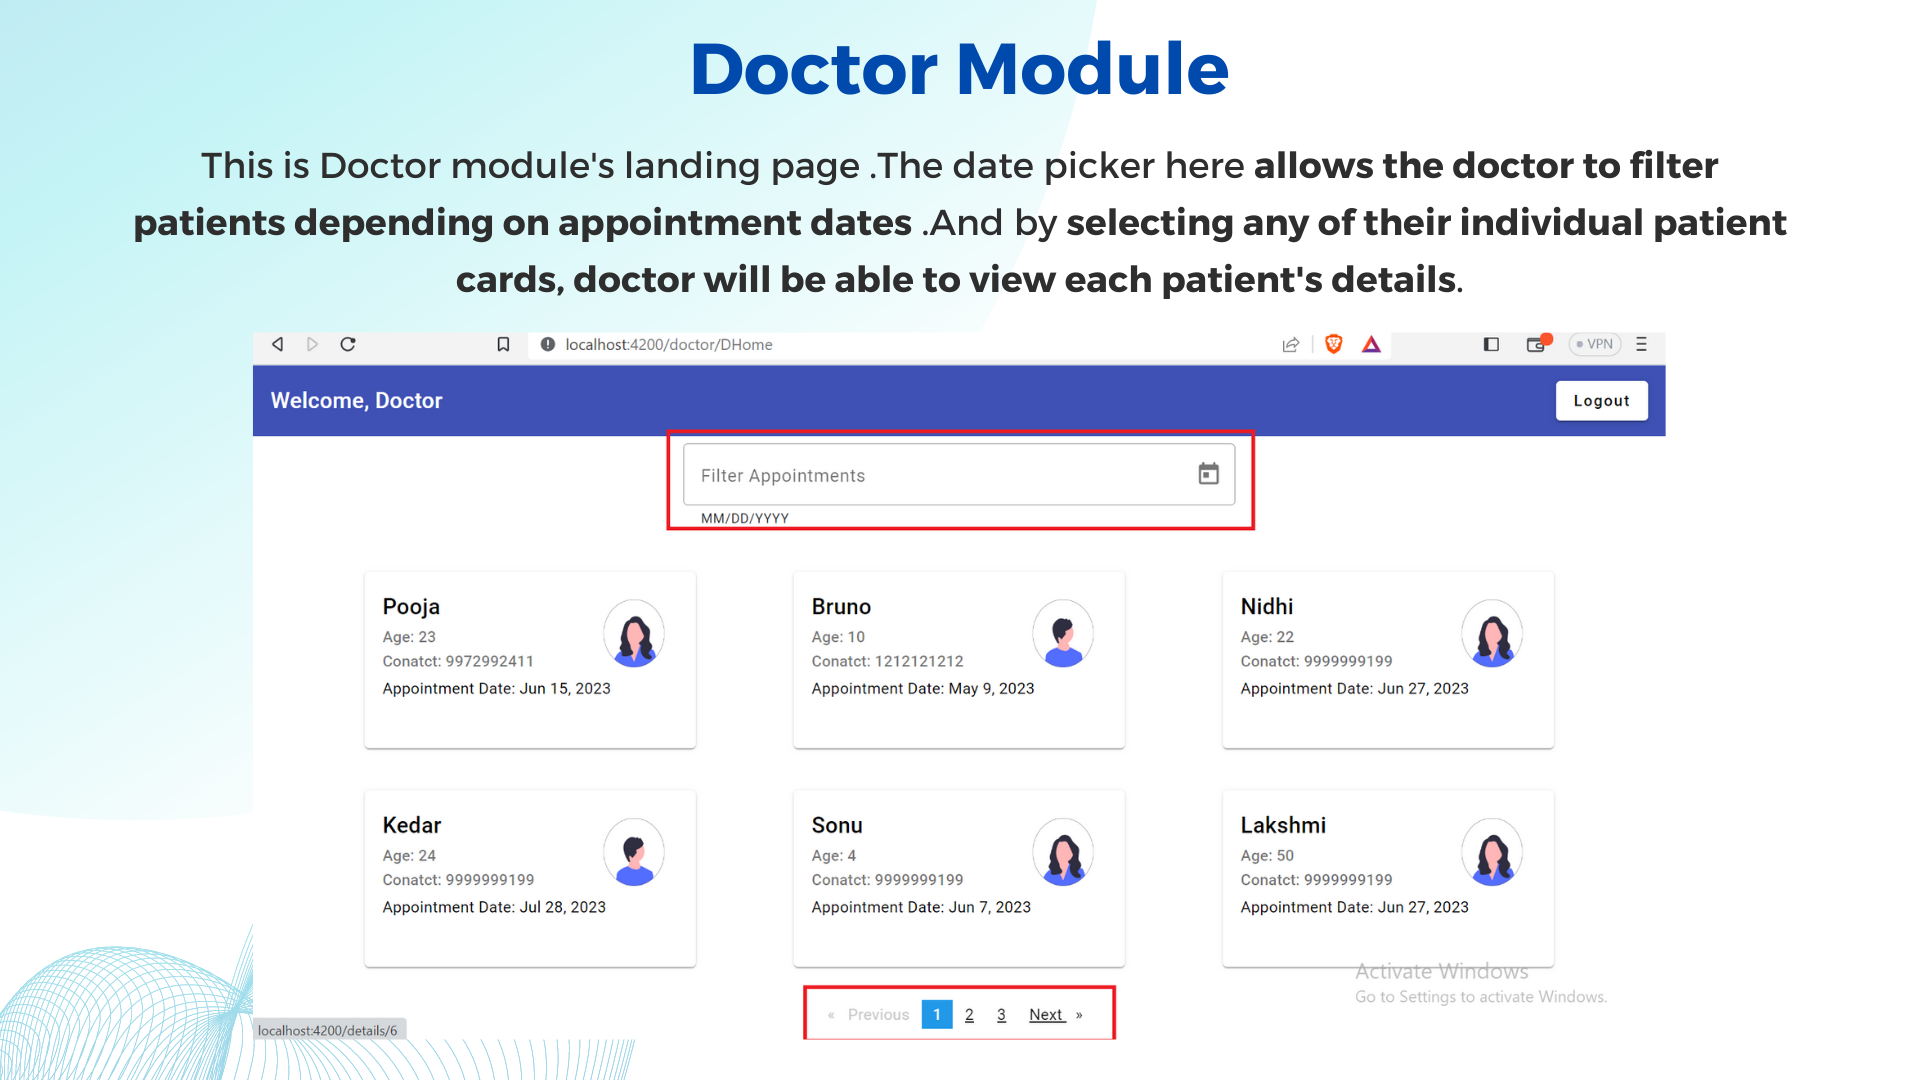 Doctor Module
This is Doctor module's landing page .The date picker here allows the doctor to filter
patients depending on appointment dates .And by selecting any of their individual patient
cards, doctor will be able to view each patient's details.
localhost:4200/doctor/DHome
VPN
Welcome, Doctor
Logout
Filter Appointments
MM/DD/YYYY
Pooja
Age: 23
Conatct: 9972992411
Appointment Date: Jun 15, 2023
Bruno
Age: 10
Conatct: 1212121212
Appointment Date: May 9, 2023
Nidhi
Age: 22
Conatct: 9999999199
Appointment Date: Jun 27, 2023
Kedar
Age: 24
Conatct: 9999999199
Appointment Date: Jul 28, 2023
Sonu
Age: 4
Conatct: 9999999199
Appointment Date: Jun 7, 2023
Lakshmi
Age: 50
Conatct: 9999999199
Appointment Date: Jun 27, 2023
Activate Windows
Go to Settings to activate Windows.
« Previous 1 2 3 Next »
localhost:4200/details/6